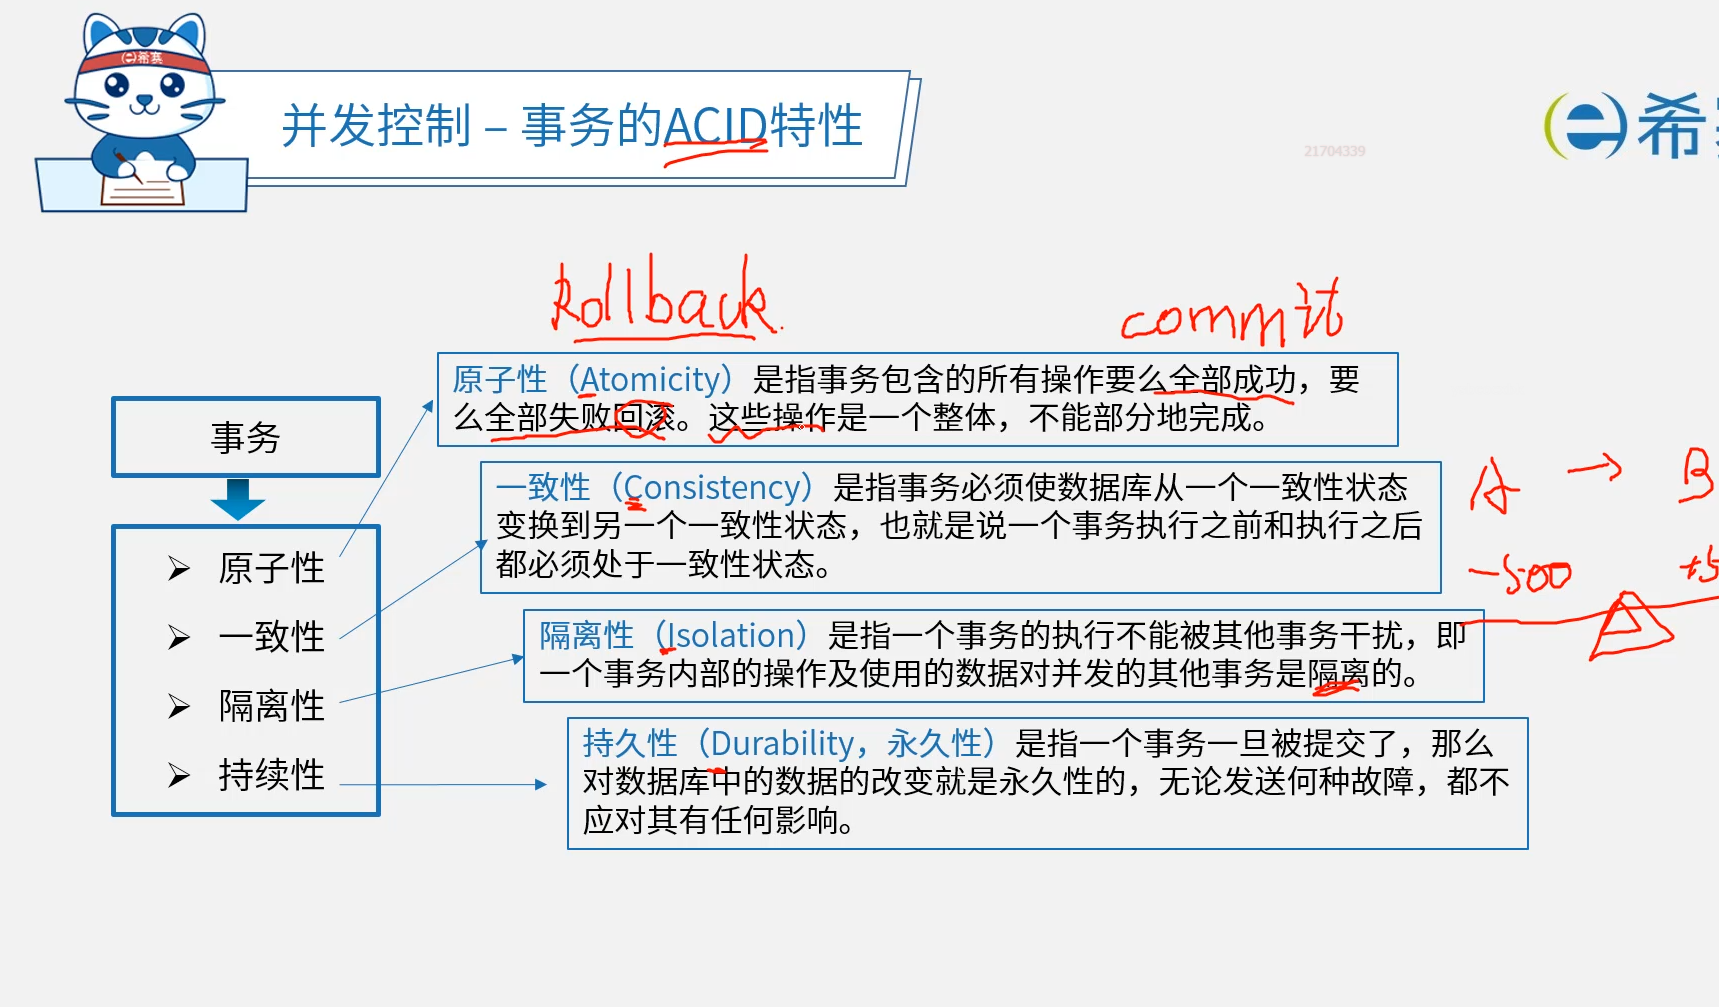 e希赛
并发控制 – 事务的ACID特性
21704339
e希
Rollback
commit
原子性（Atomicity）是指事务包含的所有操作要么全部成功，要
么全部失败回滚。这些操作是一个整体，不能部分地完成。
事务
一致性（Consistency）是指事务必须使数据库从一个一致性状态
变换到另一个一致性状态，也就是说一个事务执行之前和执行之后
都必须处于一致性状态。
A → B
-500 +5
原子性
一致性
隔离性
持续性
隔离性（Isolation）是指一个事务的执行不能被其他事务干扰，即
一个事务内部的操作及使用的数据对并发的其他事务是隔离的。
持久性（Durability，永久性）是指一个事务一旦被提交了，那么
对数据库中的数据的改变就是永久性的，无论发送何种故障，都不
应对其有任何影响。